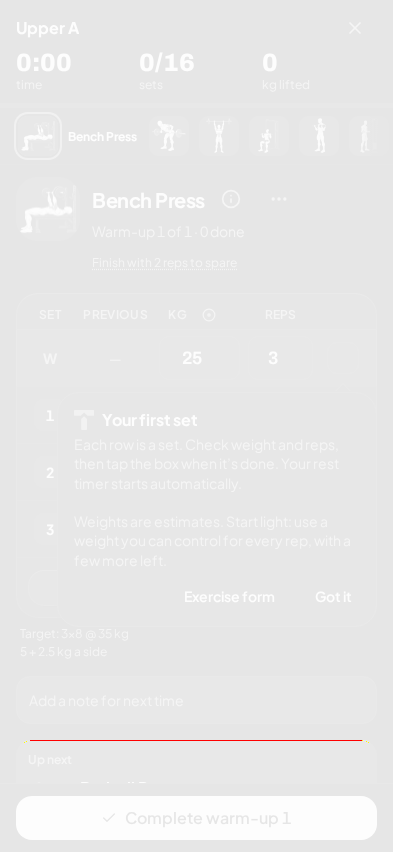 Upper A
0:00 0/16 0
time sets kg lifted
Bench Press
Bench Press
Warm-up 1 of 1 · 0 done
Finish with 2 reps to spare
SET PREVIOUS KG REPS
W – 25 3
1
2
3
Your first set
Each row is a set. Check weight and reps,
then tap the box when it's done. Your rest
timer starts automatically.
Weights are estimates. Start light: use a
weight you can control for every rep, with a
few more left.
Exercise form Got it
Target: 3×8 @ 35 kg
5 + 2.5 kg a side
Add a note for next time
Up next
Complete warm-up 1